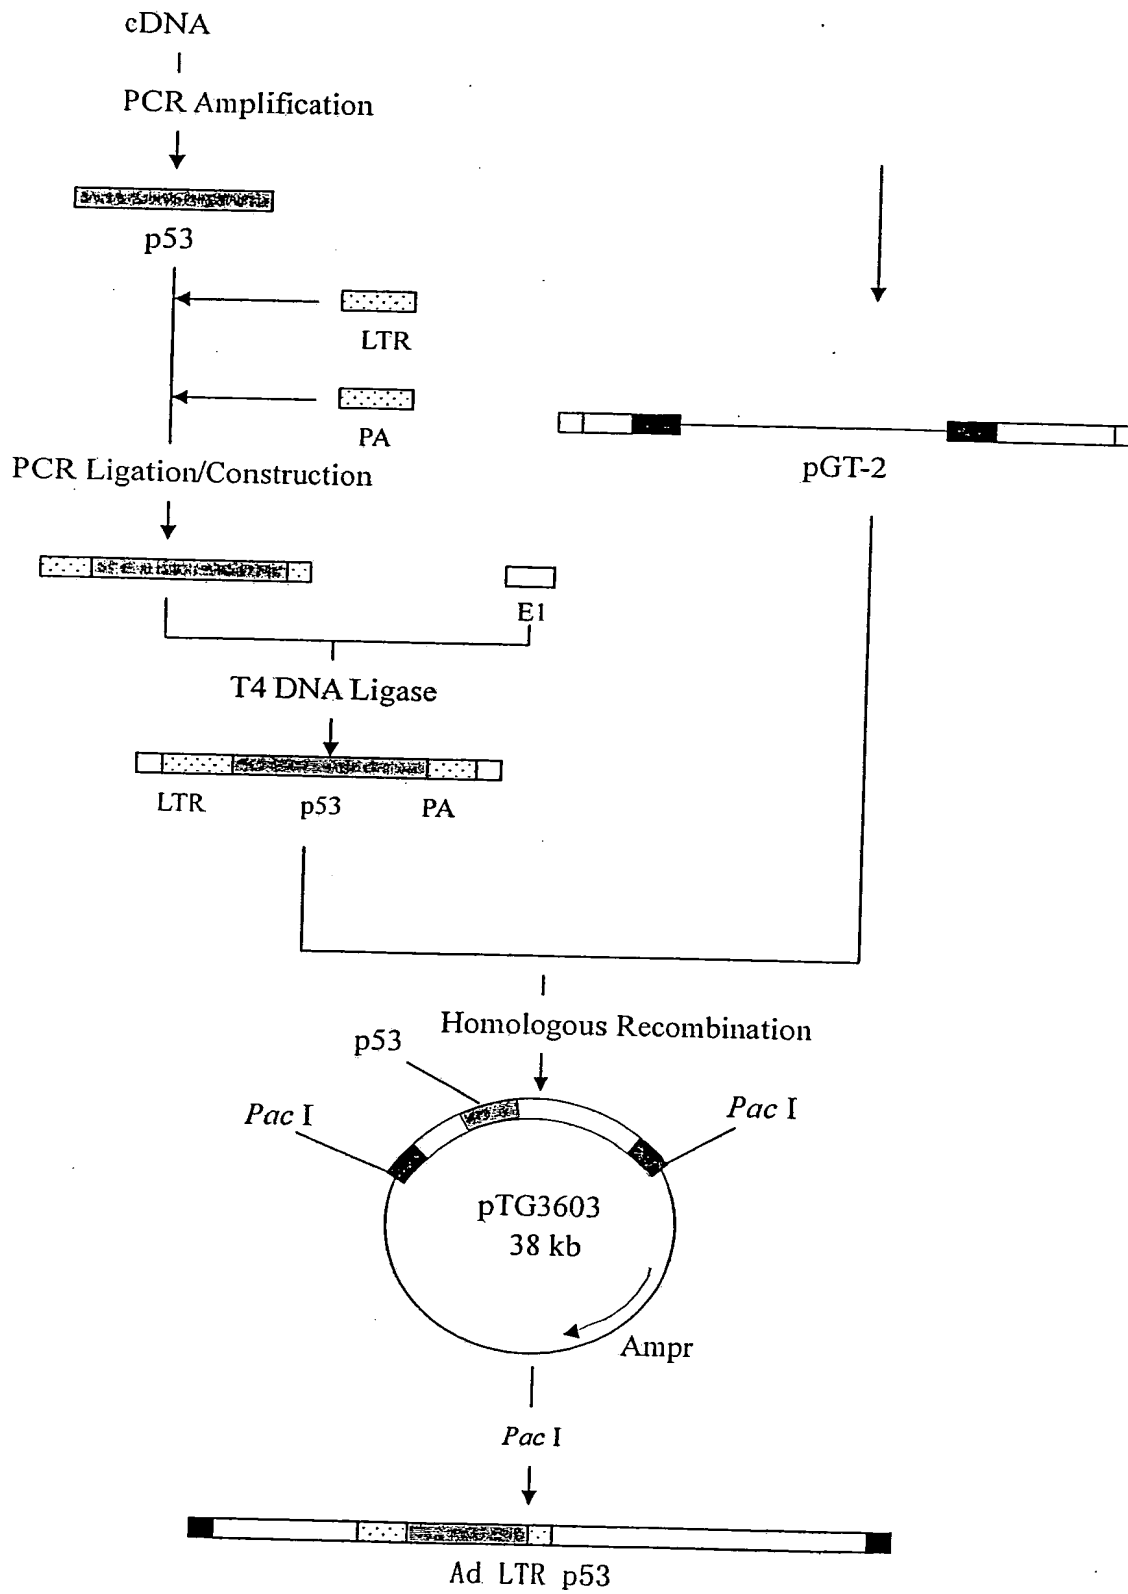 cDNA
PCR Amplification
p53
LTR
PA
pGT-2
PCR Ligation/Construction
E1
T4 DNA Ligase
LTR p53 PA
Homologous Recombination
p53
Pac I
Pac I
pTG3603
38 kb
Ampr
Pac I
Ad LTR p53